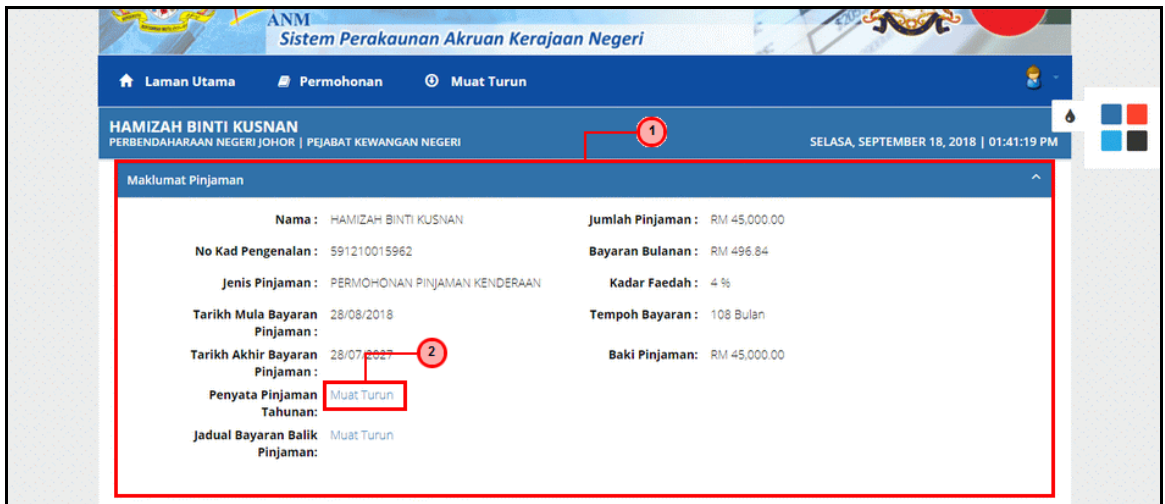 ANM
Sistem Perakaunan Akruan Kerajaan Negeri
Laman Utama Permohonan Muat Turun
HAMIZAH BINTI KUSNAN
PERBENDAHARAAN NEGERI JOHOR | PEJABAT KEWANGAN NEGERI
SELASA, SEPTEMBER 18, 2018 | 01:41:19 PM
1
Maklumat Pinjaman
Nama : HAMIZAH BINTI KUSNAN
Jumlah Pinjaman : RM 45,000.00
No Kad Pengenalan : 591210015962
Bayaran Bulanan : RM 496.84
Jenis Pinjaman : PERMOHONAN PINJAMAN KENDERAAN
Kadar Faedah : 4 %
Tarikh Mula Bayaran 28/08/2018
Pinjaman :
Tempoh Bayaran : 108 Bulan
Tarikh Akhir Bayaran 28/07/2027
Pinjaman :
2
Baki Pinjaman: RM 45,000.00
Penyata Pinjaman Muat Turun
Tahunan:
Jadual Bayaran Balik Muat Turun
Pinjaman: